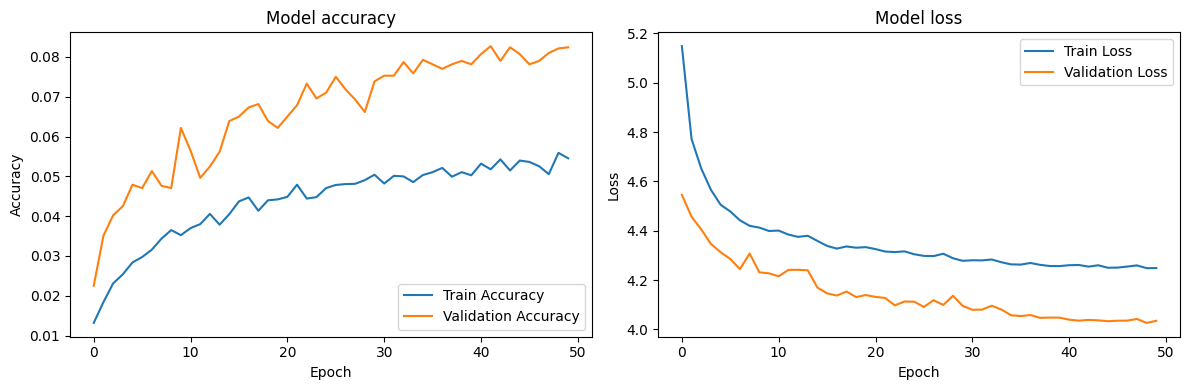 Model accuracy
Accuracy
0.08
0.07
0.06
0.05
0.04
0.03
0.02
0.01
Train Accuracy
Validation Accuracy
0 10 20 30 40 50
Epoch
Model loss
Loss
5.2
5.0
4.8
4.6
4.4
4.2
4.0
Train Loss
Validation Loss
0 10 20 30 40 50
Epoch